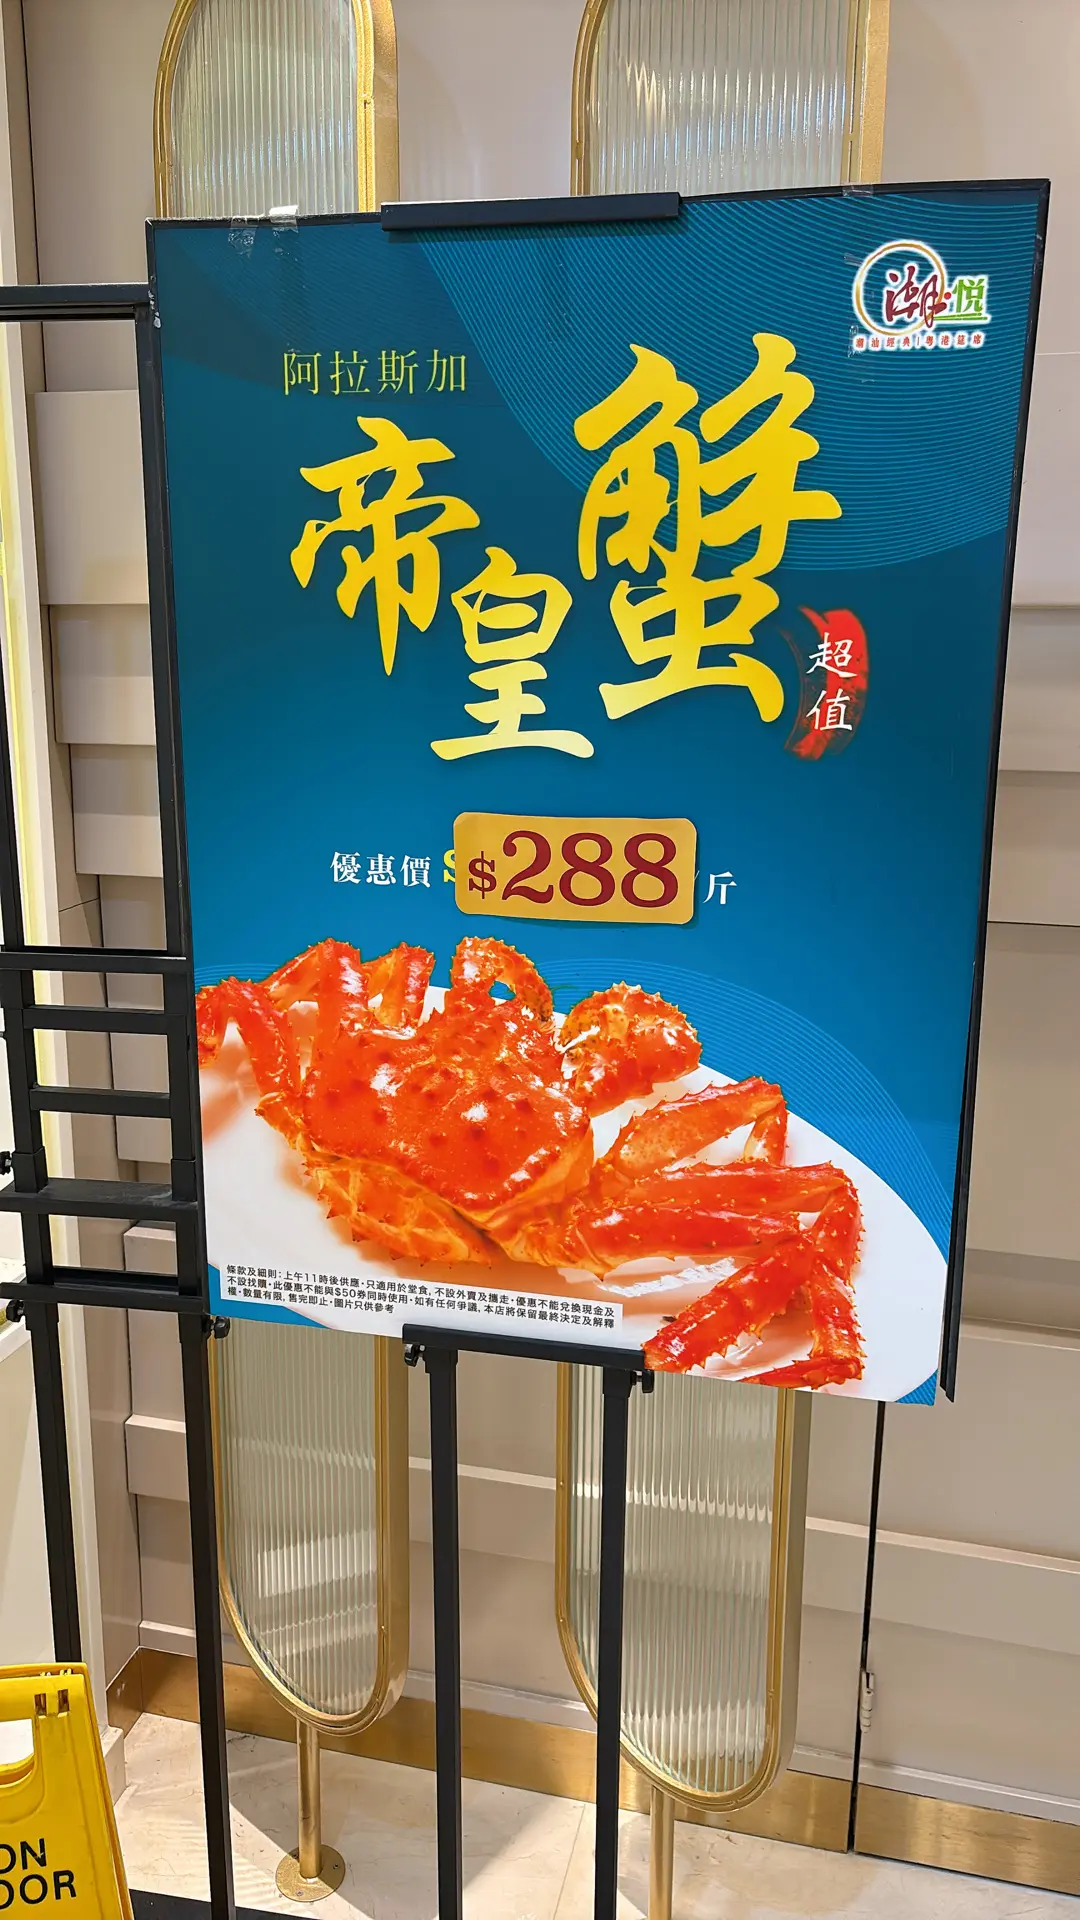 潮·悅
潮汕經典|粵港筵席
阿拉斯加
帝皇蟹
超值
優惠價 $288 /斤
條款及細則:上午11時後供應·只適用於堂食,不設外賣及攜走·優惠不能兌換現金及
不設找贖·此優惠不能與$50券同時使用·如有任何爭議,本店將保留最終決定及解釋
權·數量有限,售完即止·圖片只供參考
ON
OOR